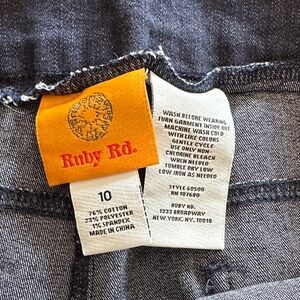 Ruby Rd.
10
76% COTTON
23% POLYESTER
1% SPANDEX
MADE IN CHINA
WASH BEFORE WEARING
TURN GARMENT INSIDE OUT
MACHINE WASH COLD
WITH LIKE COLORS
GENTLE CYCLE
USE ONLY NON-
CHLORINE BLEACH
WHEN NEEDED
TUMBLE DRY LOW
LOW IRON AS NEEDED
STYLE 60500
RN 107680
RUBY RD.
1333 BROADWAY
NEW YORK, NY, 10018